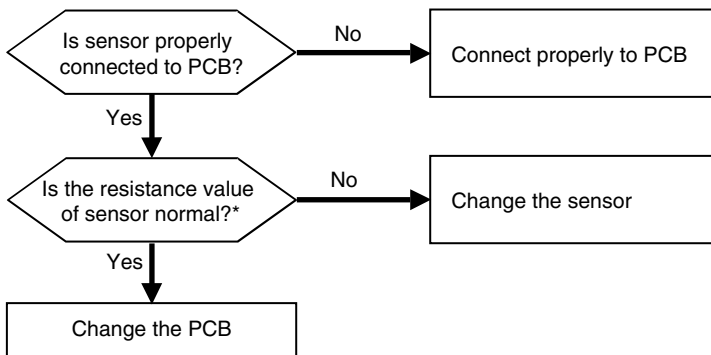 Is sensor properly
connected to PCB?
No
Connect properly to PCB
Yes
Is the resistance value
of sensor normal?*
No
Change the sensor
Yes
Change the PCB